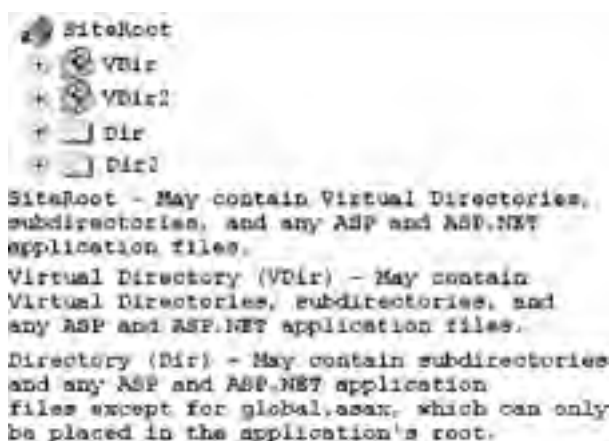 SiteRoot
VDir
VDir2
Dir
Dir2
SiteRoot - May contain Virtual Directories,
subdirectories, and any ASP and ASP.NET
application files.
Virtual Directory (VDir) - May contain
Virtual Directories, subdirectories, and
any ASP and ASP.NET application files.
Directory (Dir) - May contain subdirectories
and any ASP and ASP.NET application
files except for global.asax, which can only
be placed in the application's root.